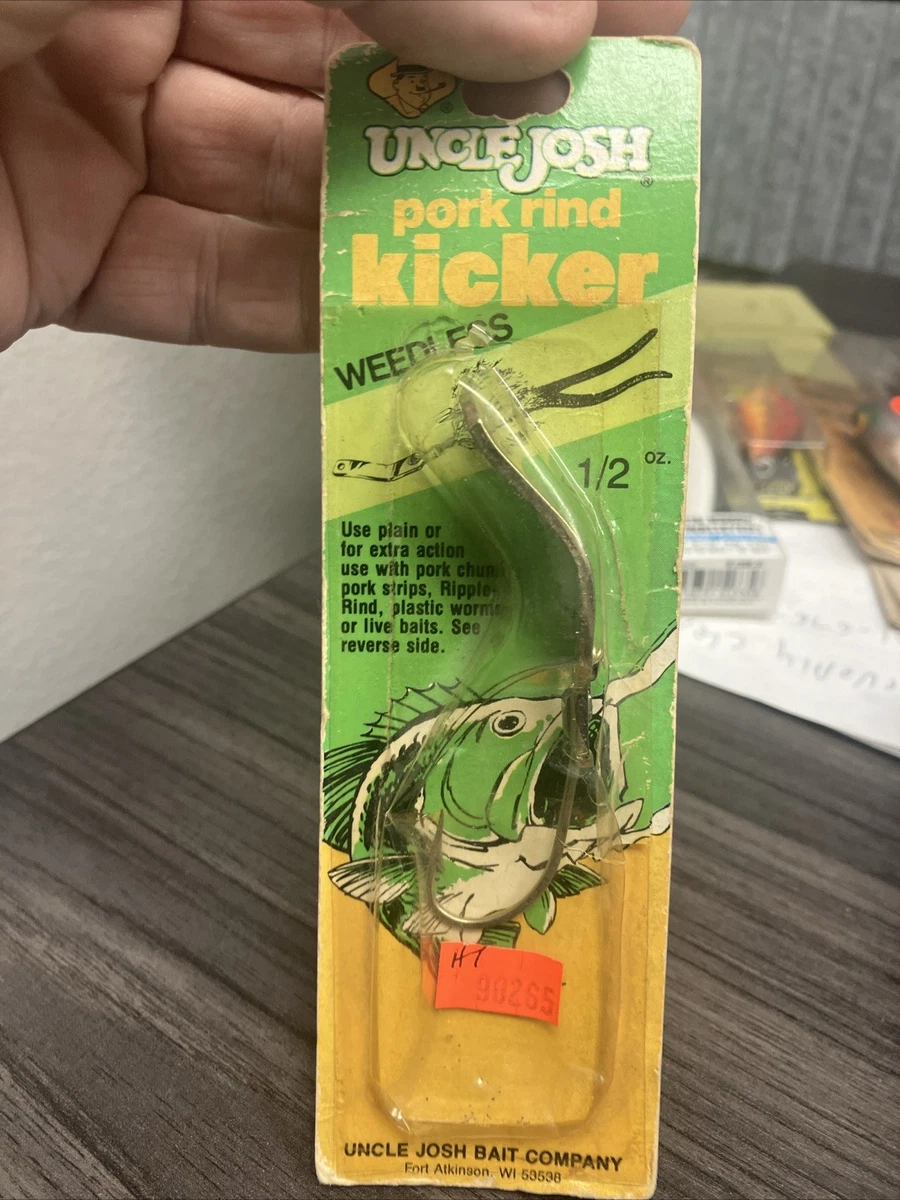 UNCLE JOSH
®
pork rind
kicker
WEEDLESS
1/2 oz.
Use plain or
for extra action
use with pork chun
pork strips, Ripple-
Rind, plastic worms
or live baits. See
reverse side.
HT
90265
UNCLE JOSH BAIT COMPANY
Fort Atkinson, WI 53538